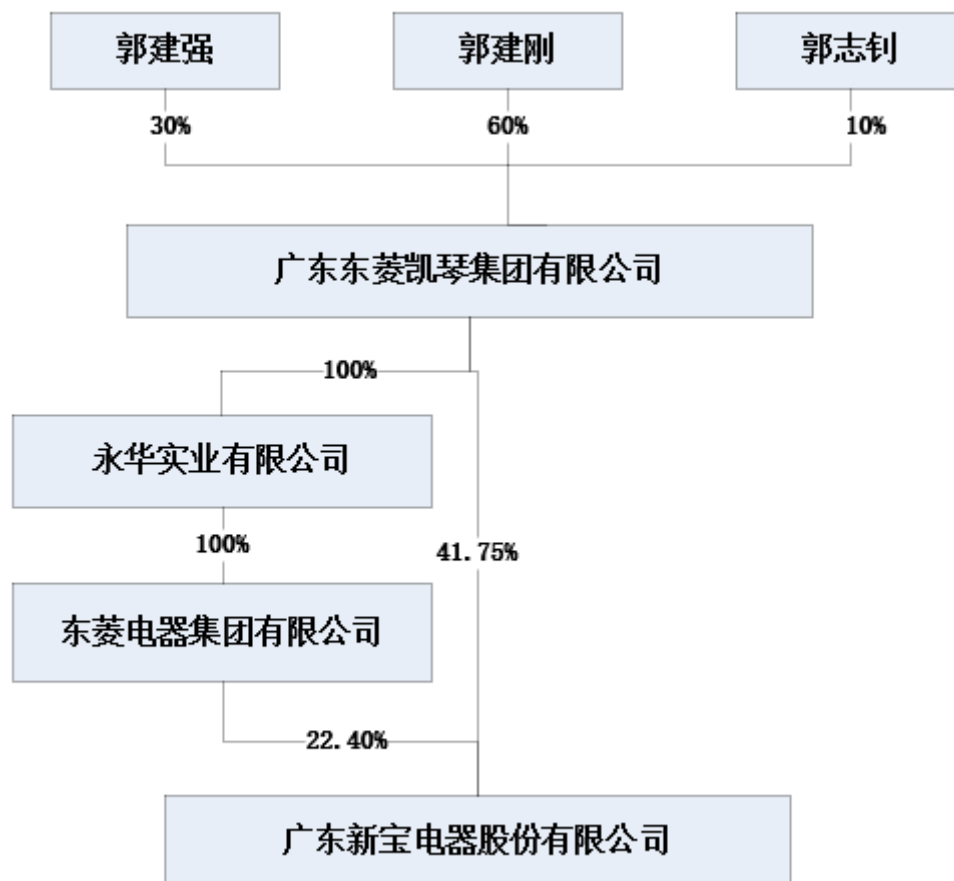 郭建强
郭建刚
郭志钊
30%
60%
10%
广东东菱凯琴集团有限公司
100%
永华实业有限公司
100%
41.75%
东菱电器集团有限公司
22.40%
广东新宝电器股份有限公司